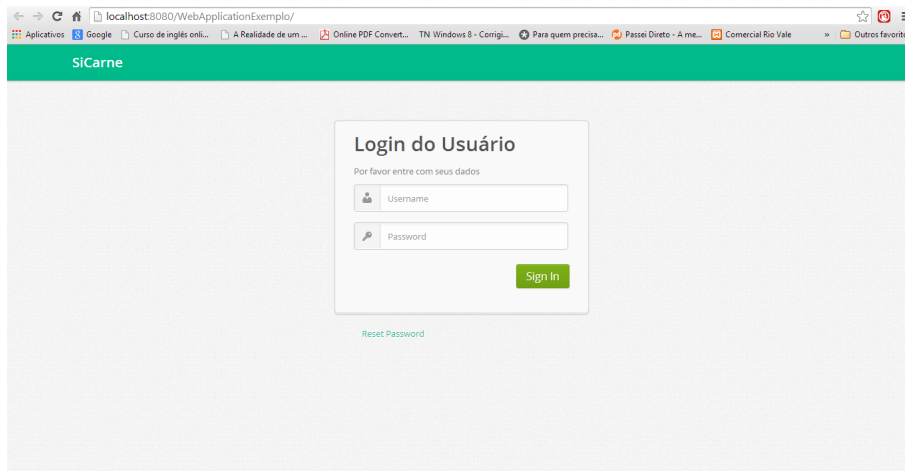 localhost:8080/WebApplicationExemplo/
Aplicativos Google Curso de inglês onli... A Realidade de um ... Online PDF Convert... TN Windows 8 - Corrigi... Para quem precisa... Passei Direto - A me... Comercial Rio Vale » Outros favorito
SiCarne
Login do Usuário
Por favor entre com seus dados
Username
Password
Sign In
Reset Password